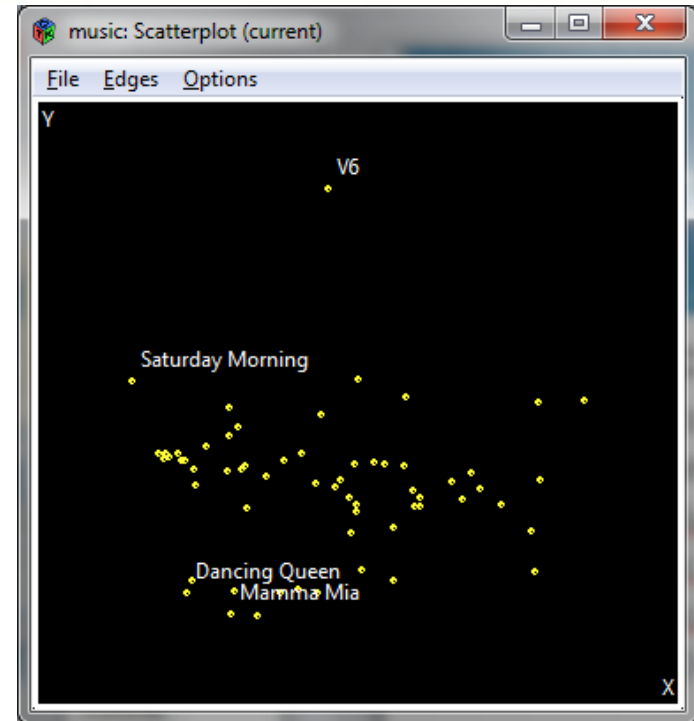 music: Scatterplot (current)
File Edges Options
Y
V6
Saturday Morning
Dancing Queen
Mamma Mia
X